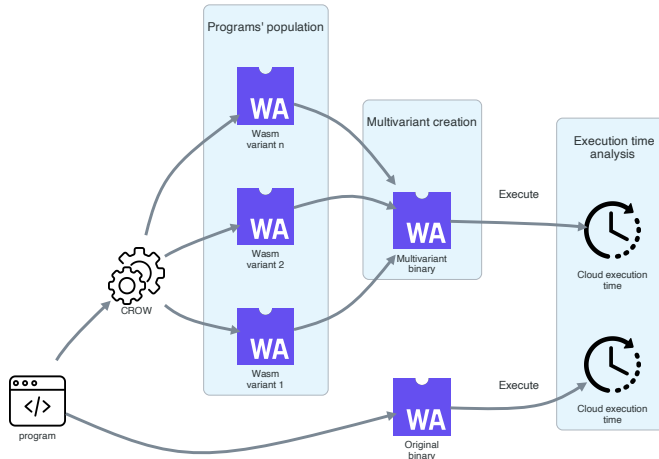 Programs' population
WA
Wasm
variant n
WA
Wasm
variant 2
WA
Wasm
variant 1
Multivariant creation
WA
Multivariant
binary
Execution time
analysis
Execute
Cloud execution
time
CROW
</>
program
WA
Original
binary
Execute
Cloud execution
time